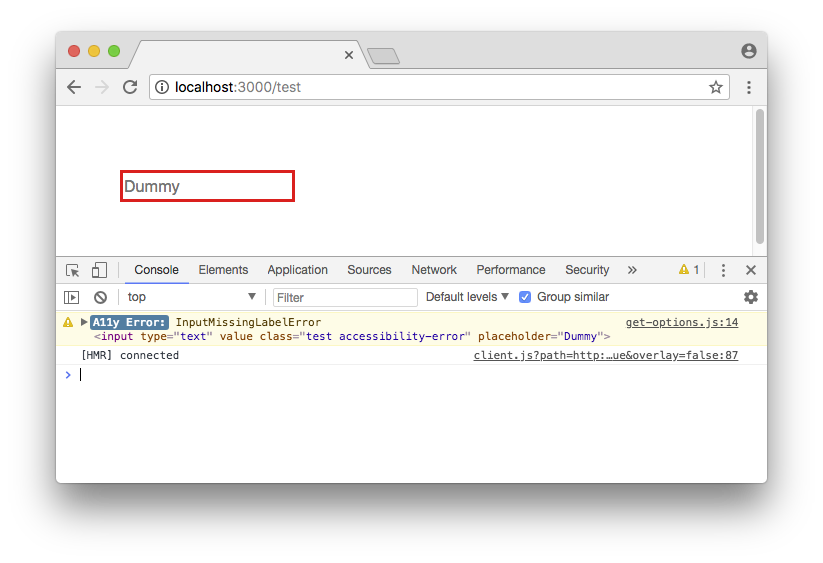 localhost:3000/test
Dummy
Console Elements Application Sources Network Performance Security » 1
top Filter Default levels Group similar
A11y Error: InputMissingLabelError get-options.js:14
<input type="text" value class="test accessibility-error" placeholder="Dummy">
[HMR] connected client.js?path=http:…ue&overlay=false:87